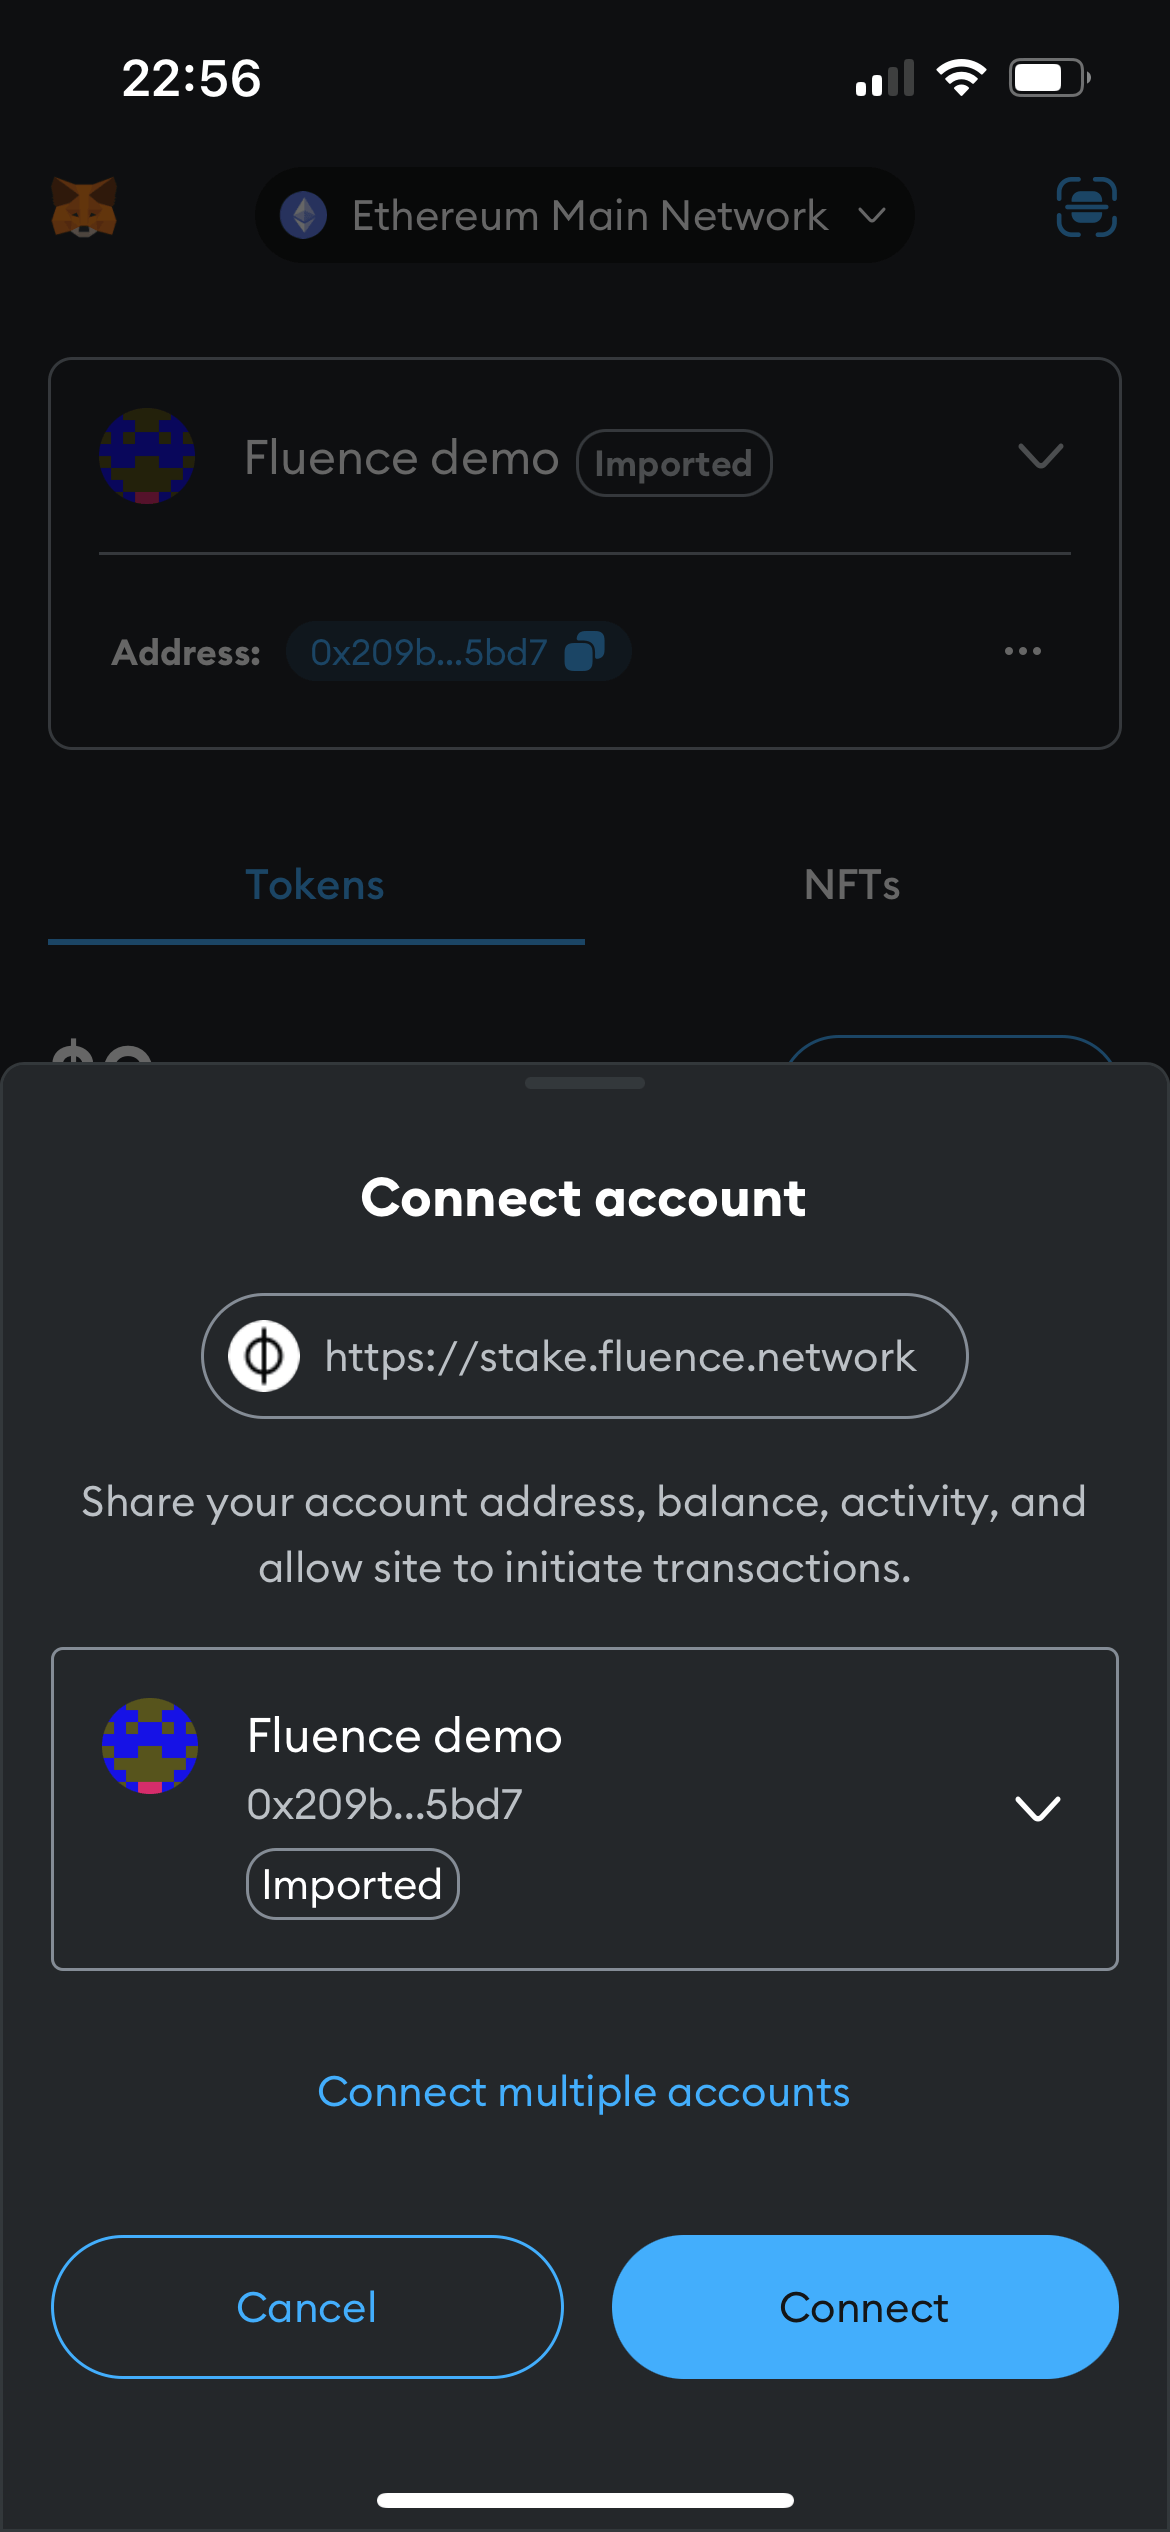 22:56
Ethereum Main Network
Fluence demo Imported
Address: 0x209b...5bd7
Tokens NFTs
Connect account
https://stake.fluence.network
Share your account address, balance, activity, and
allow site to initiate transactions.
Fluence demo
0x209b...5bd7
Imported
Connect multiple accounts
Cancel Connect